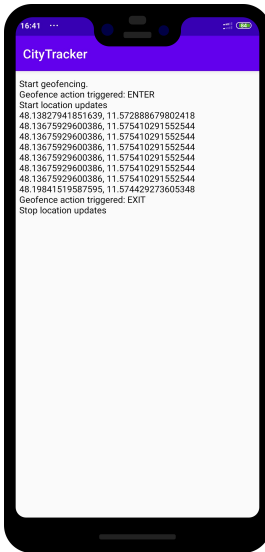 16:41 ...
CityTracker
Start geofencing.
Geofence action triggered: ENTER
Start location updates
48.13827941851639, 11.572888679802418
48.13675929600386, 11.575410291552544
48.13675929600386, 11.575410291552544
48.13675929600386, 11.575410291552544
48.13675929600386, 11.575410291552544
48.13675929600386, 11.575410291552544
48.13675929600386, 11.575410291552544
48.19841519587595, 11.574429273605348
Geofence action triggered: EXIT
Stop location updates